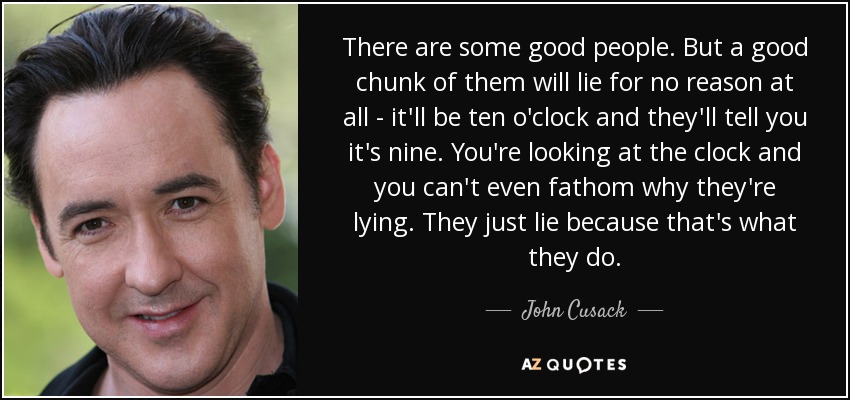 There are some good people. But a good
chunk of them will lie for no reason at
all - it'll be ten o'clock and they'll tell you
it's nine. You're looking at the clock and
you can't even fathom why they're
lying. They just lie because that's what
they do.
John Cusack
AZ QUOTES